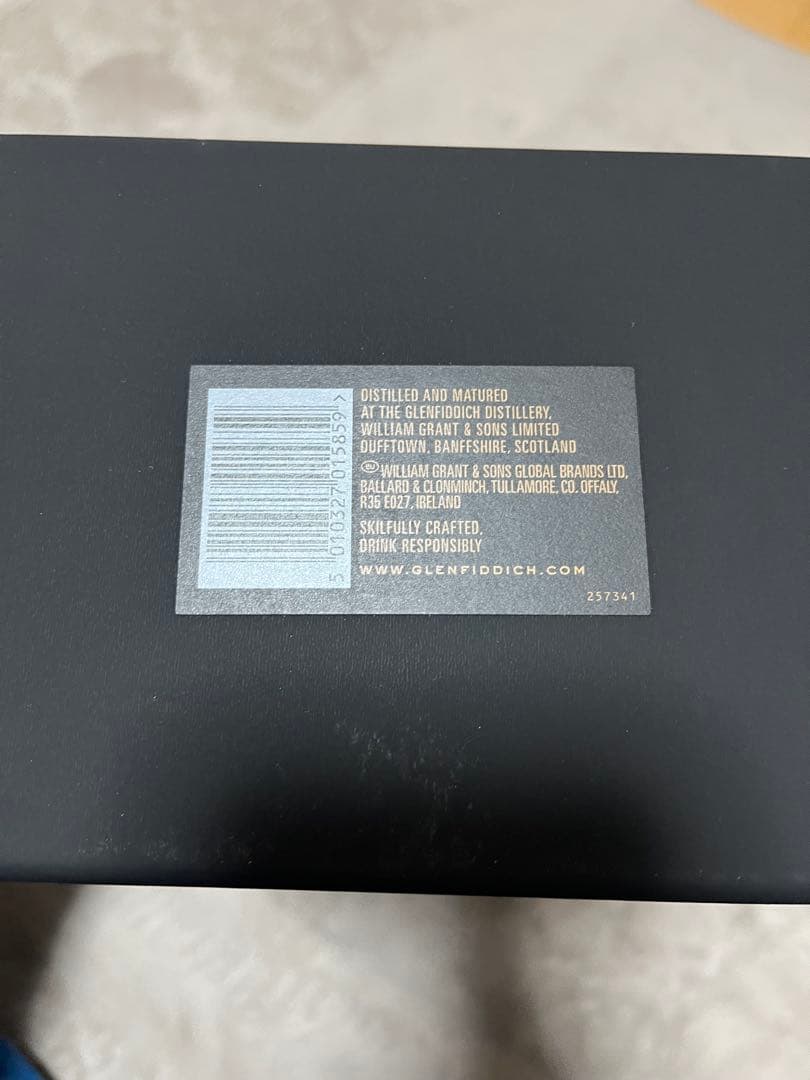 5 010327 015859 >
DISTILLED AND MATURED
AT THE GLENFIDDICH DISTILLERY,
WILLIAM GRANT & SONS LIMITED
DUFFTOWN, BANFFSHIRE, SCOTLAND
EU WILLIAM GRANT & SONS GLOBAL BRANDS LTD,
BALLARD & CLONMINCH, TULLAMORE, CO. OFFALY,
R35 E027, IRELAND
SKILFULLY CRAFTED,
DRINK RESPONSIBLY
WWW.GLENFIDDICH.COM
257341